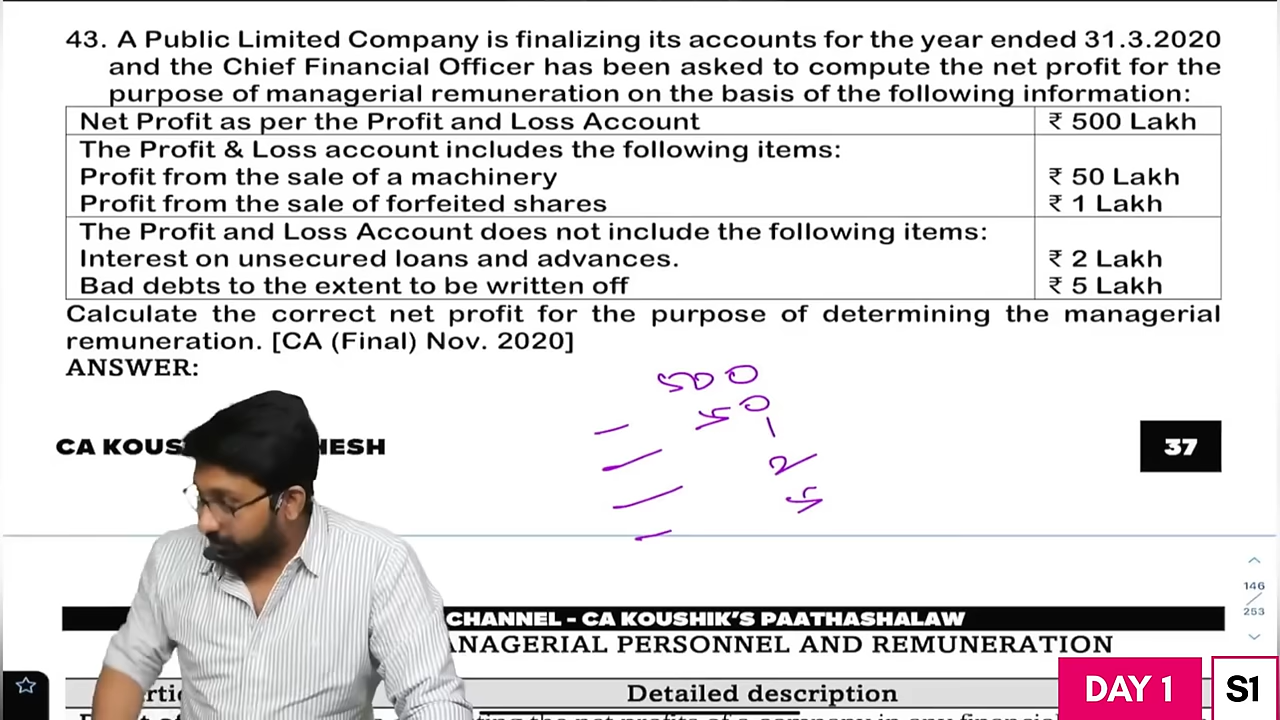 43. A Public Limited Company is finalizing its accounts for the year ended 31.3.2020
and the Chief Financial Officer has been asked to compute the net profit for the
purpose of managerial remuneration on the basis of the following information:
Net Profit as per the Profit and Loss Account ₹ 500 Lakh
The Profit & Loss account includes the following items:
Profit from the sale of a machinery ₹ 50 Lakh
Profit from the sale of forfeited shares ₹ 1 Lakh
The Profit and Loss Account does not include the following items:
Interest on unsecured loans and advances. ₹ 2 Lakh
Bad debts to the extent to be written off ₹ 5 Lakh
Calculate the correct net profit for the purpose of determining the managerial
remuneration. [CA (Final) Nov. 2020]
ANSWER:
500
- 50
- 1
- 2
- 5
CA KOUS ESH 37
146
253
CHANNEL - CA KOUSHIK'S PAATHASHALAW
ANAGERIAL PERSONNEL AND REMUNERATION
Detailed description
DAY 1 S1